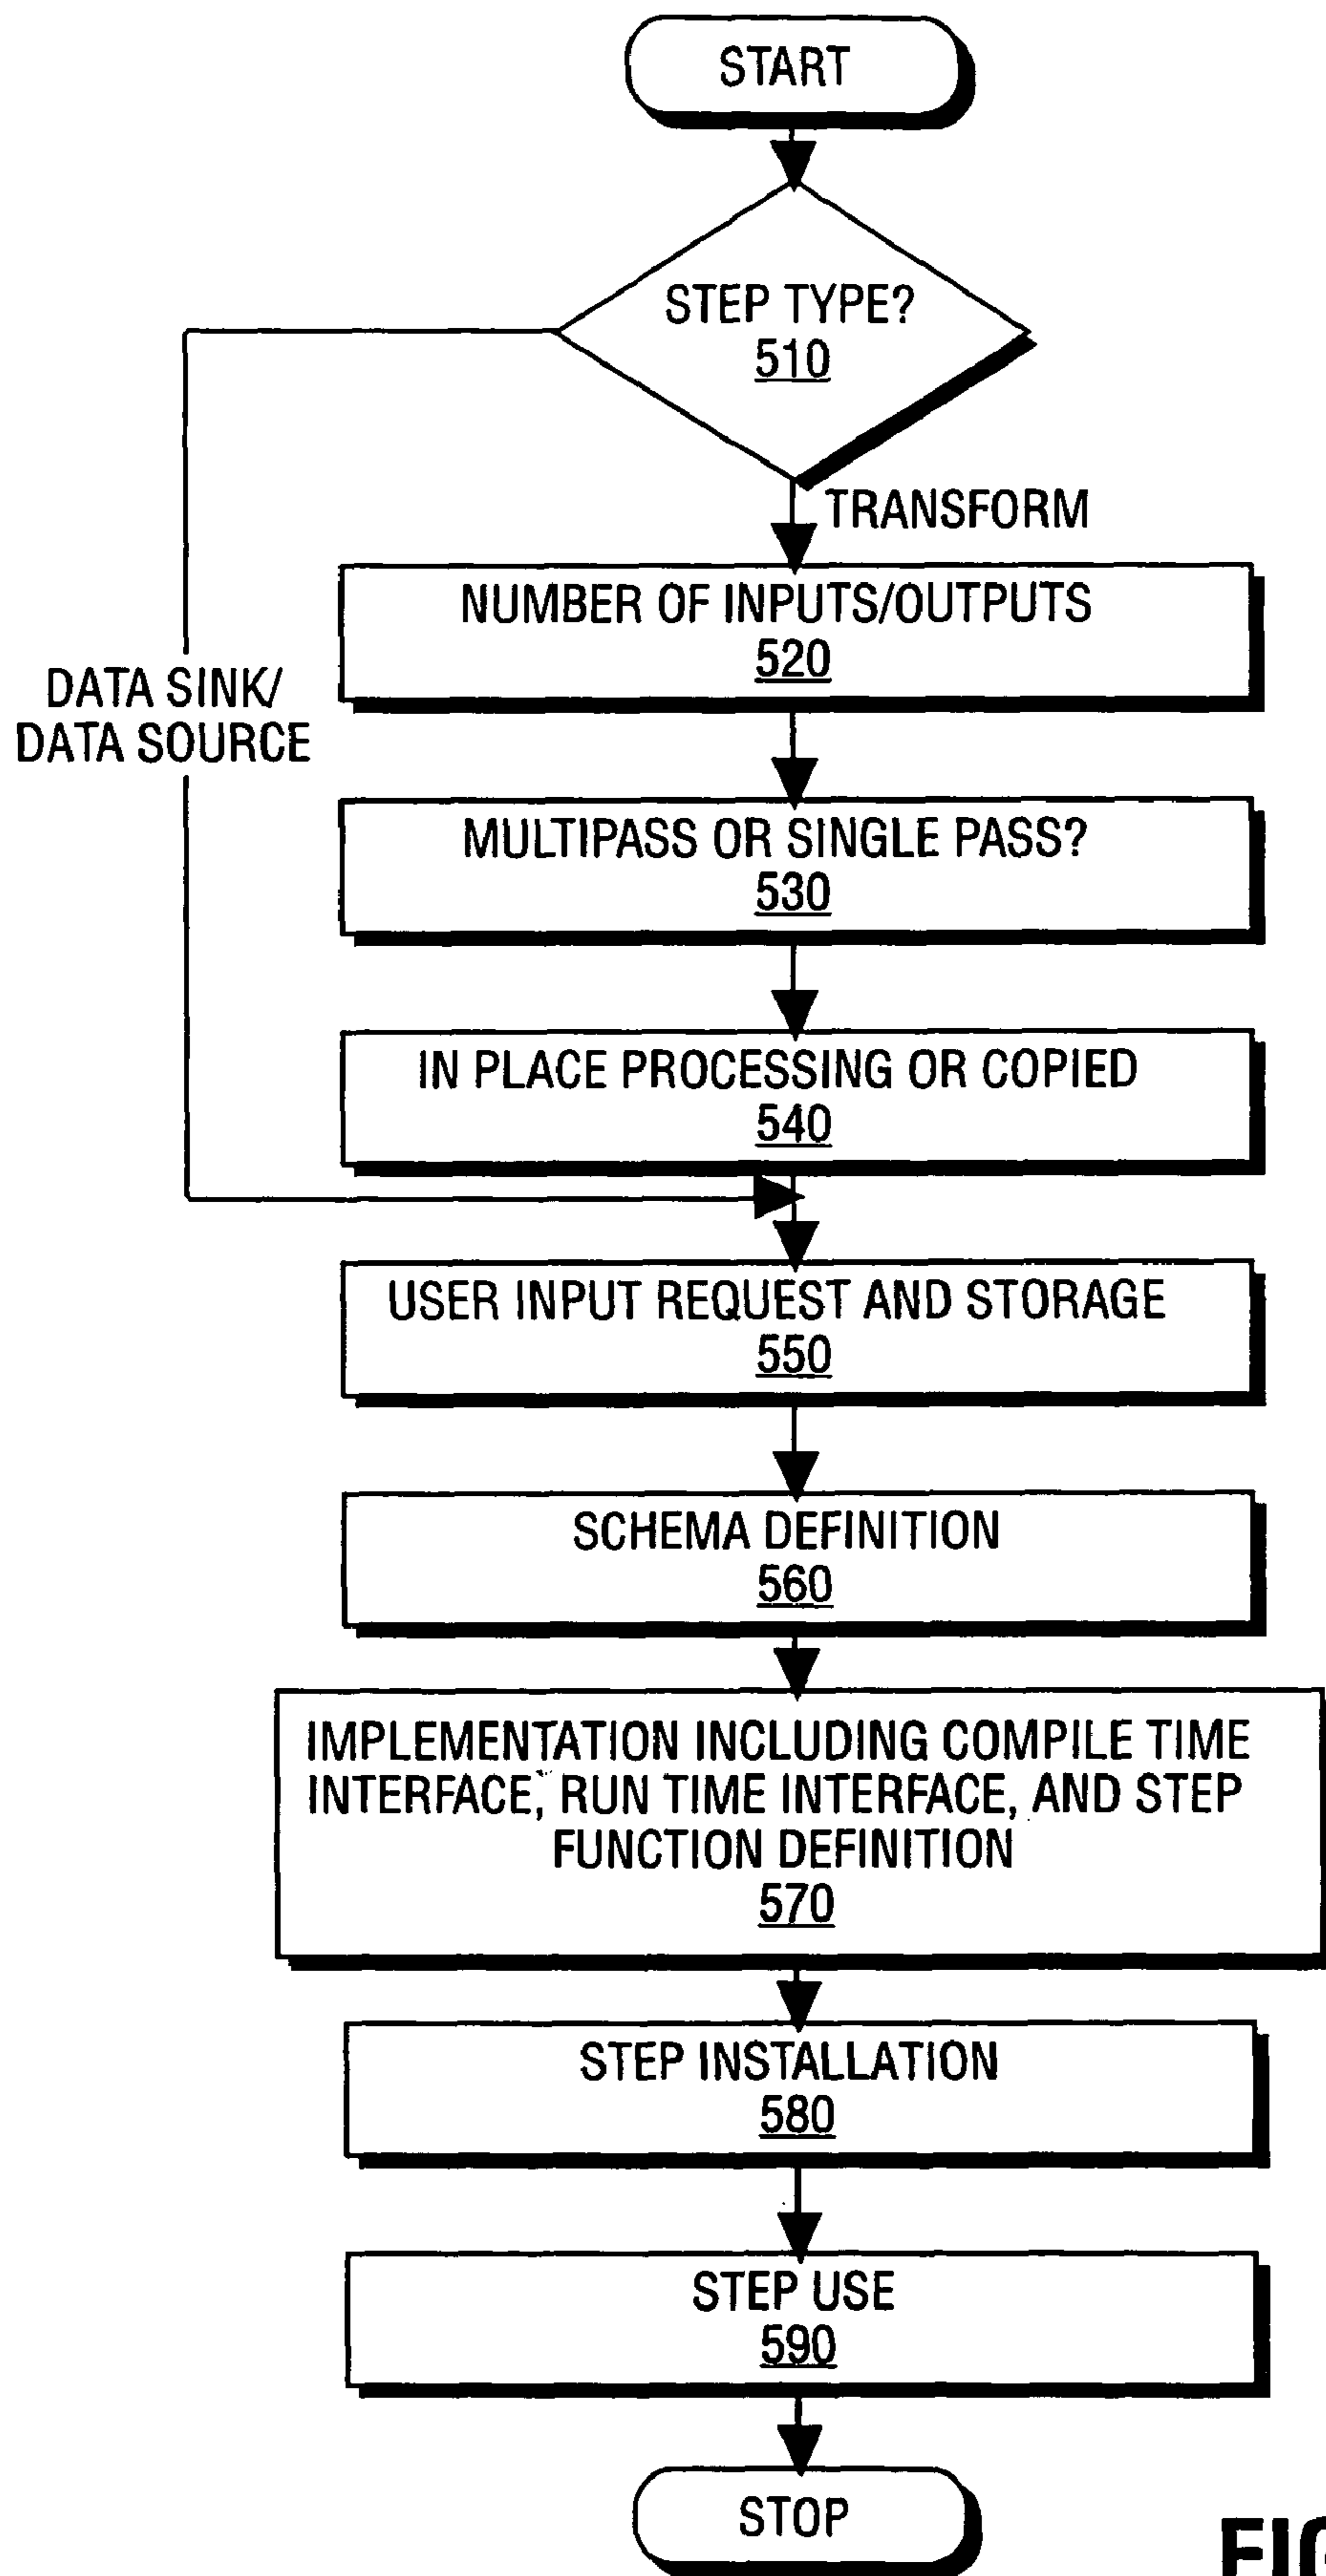 START
STEP TYPE?
510
TRANSFORM
NUMBER OF INPUTS/OUTPUTS
520
DATA SINK/
DATA SOURCE
MULTIPASS OR SINGLE PASS?
530
IN PLACE PROCESSING OR COPIED
540
USER INPUT REQUEST AND STORAGE
550
SCHEMA DEFINITION
560
IMPLEMENTATION INCLUDING COMPILE TIME
INTERFACE, RUN TIME INTERFACE, AND STEP
FUNCTION DEFINITION
570
STEP INSTALLATION
580
STEP USE
590
STOP